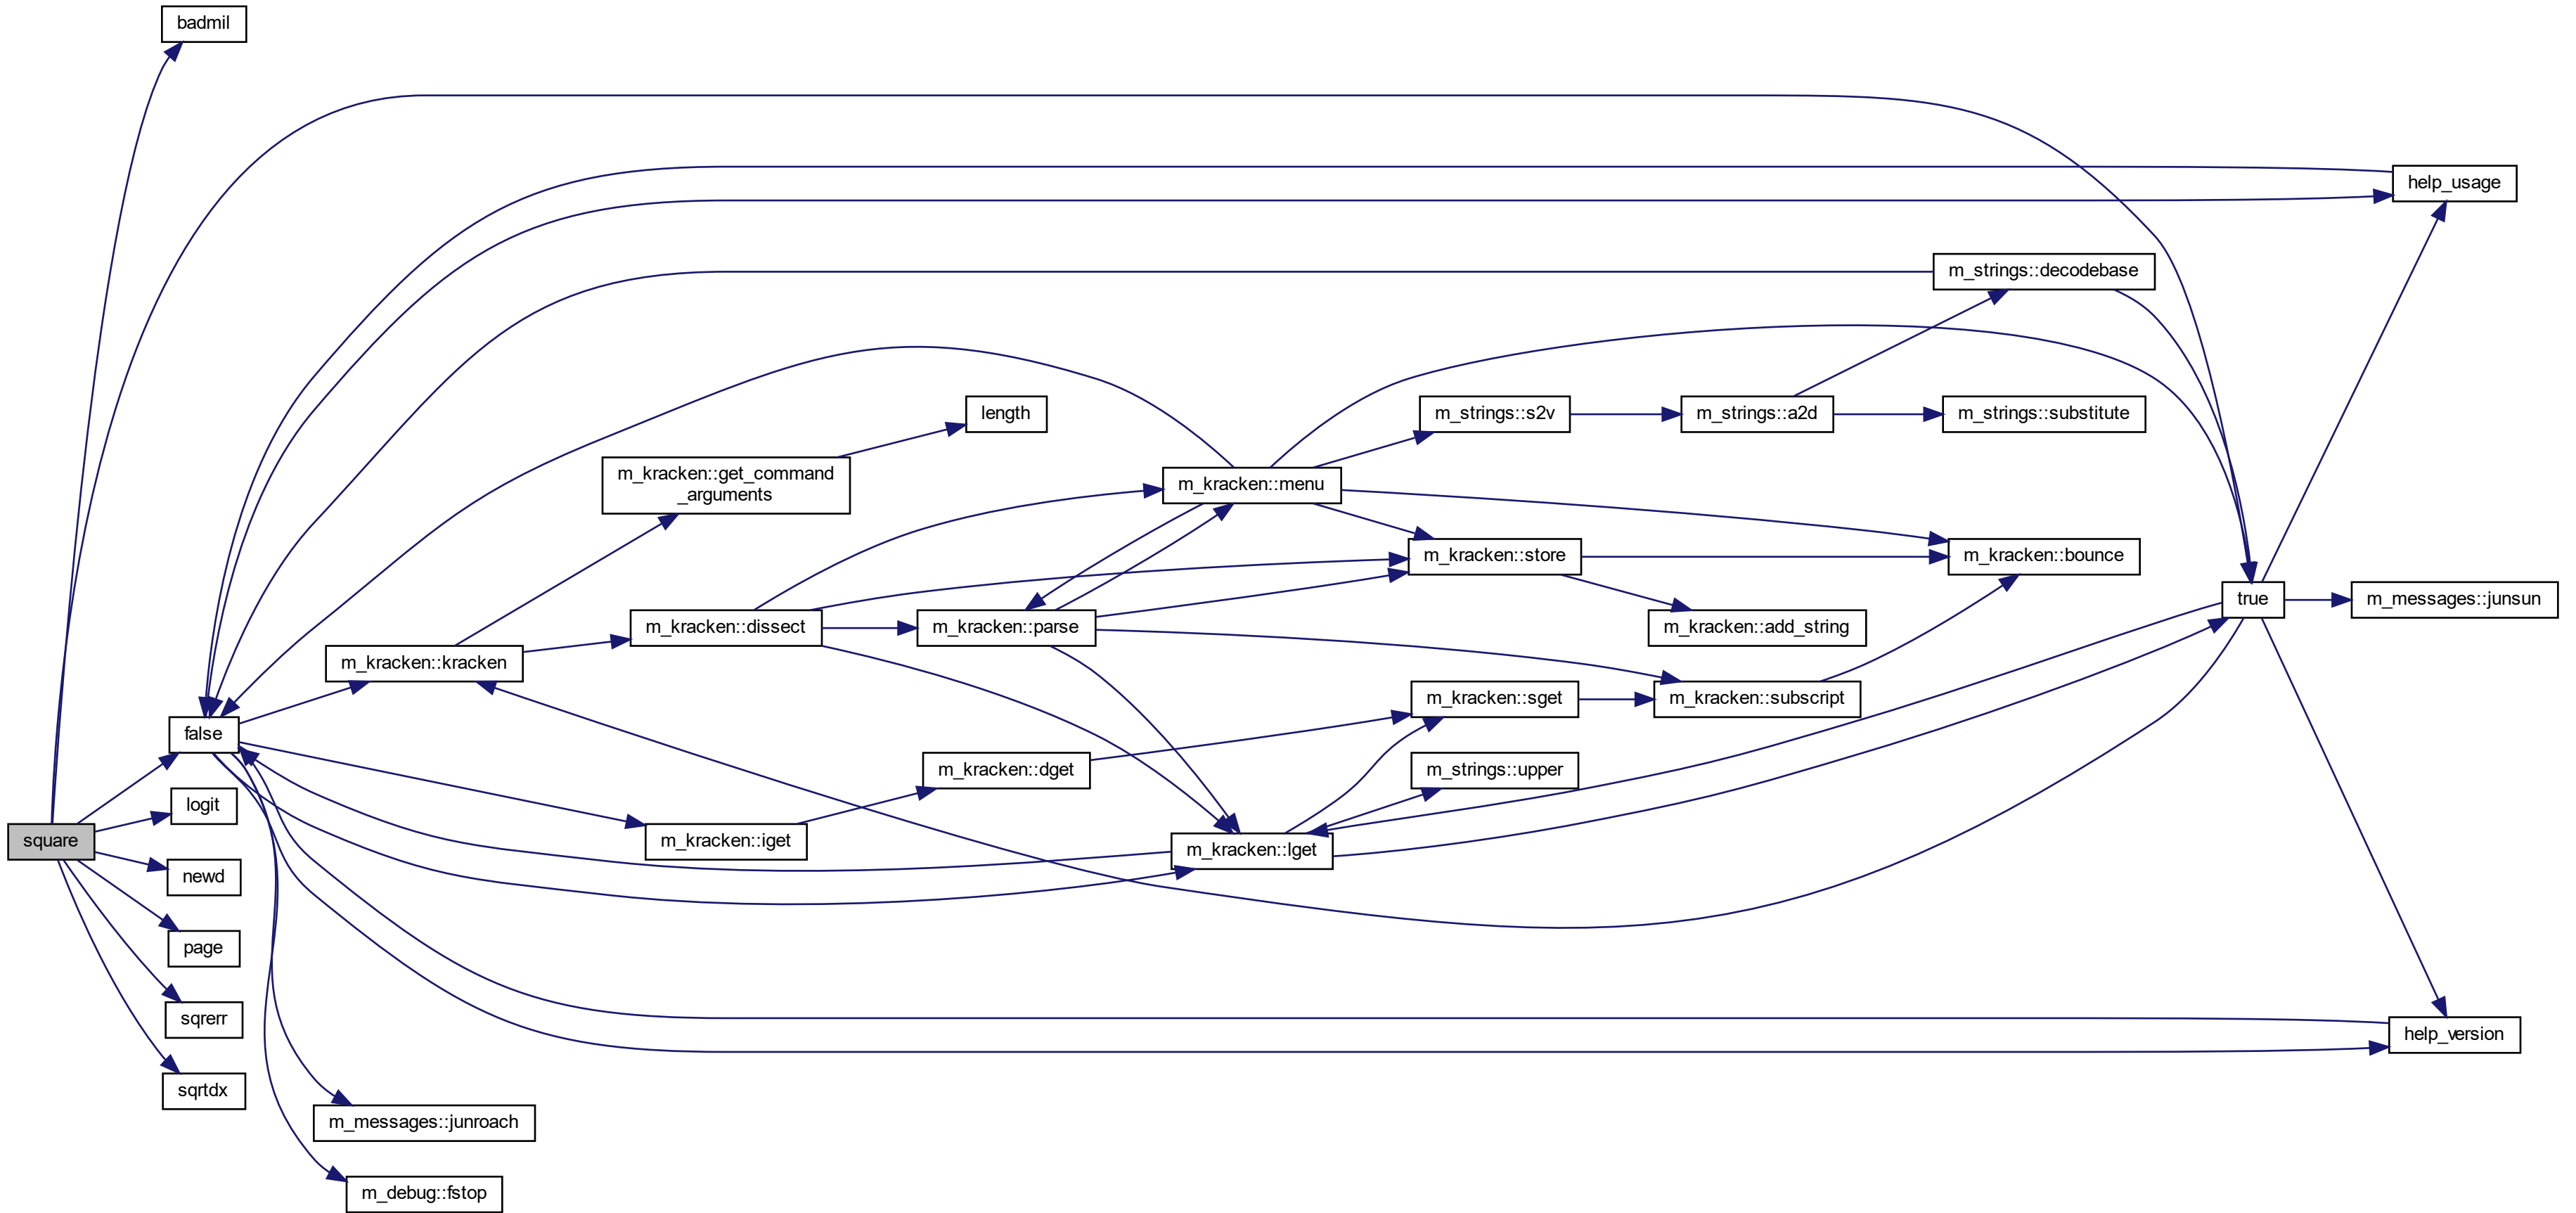 badmil
help_usage
m_strings::decodebase
length
m_strings::s2v
m_strings::a2d
m_strings::substitute
m_kracken::get_command
_arguments
m_kracken::menu
m_kracken::store
m_kracken::bounce
true
m_messages::junsun
m_kracken::dissect
m_kracken::parse
m_kracken::add_string
m_kracken::kracken
m_kracken::sget
m_kracken::subscript
false
m_kracken::dget
m_strings::upper
logit
square
m_kracken::iget
m_kracken::lget
newd
page
sqrerr
help_version
sqrtdx
m_messages::junroach
m_debug::fstop